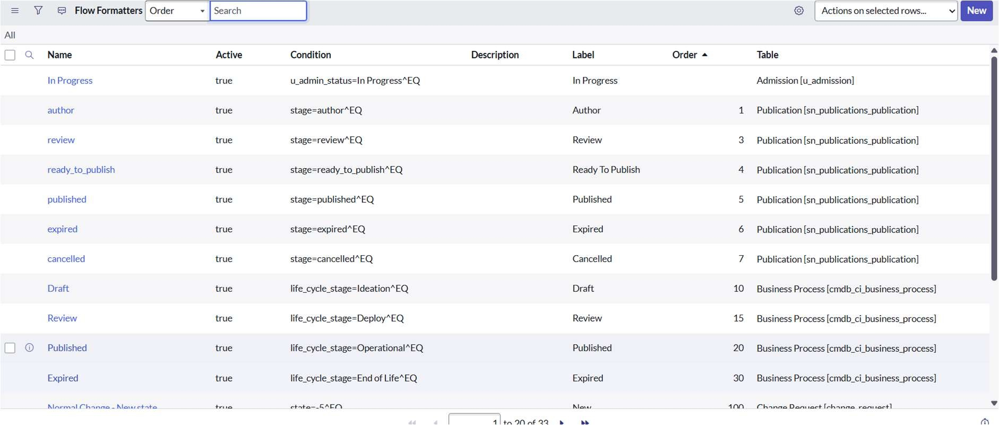 Flow Formatters Order Search Actions on selected rows... New
All
Name Active Condition Description Label Order Table
In Progress true u_admin_status=In Progress^EQ In Progress Admission [u_admission]
author true stage=author^EQ Author 1 Publication [sn_publications_publication]
review true stage=review^EQ Review 3 Publication [sn_publications_publication]
ready_to_publish true stage=ready_to_publish^EQ Ready To Publish 4 Publication [sn_publications_publication]
published true stage=published^EQ Published 5 Publication [sn_publications_publication]
expired true stage=expired^EQ Expired 6 Publication [sn_publications_publication]
cancelled true stage=cancelled^EQ Cancelled 7 Publication [sn_publications_publication]
Draft true life_cycle_stage=Ideation^EQ Draft 10 Business Process [cmdb_ci_business_process]
Review true life_cycle_stage=Deploy^EQ Review 15 Business Process [cmdb_ci_business_process]
Published true life_cycle_stage=Operational^EQ Published 20 Business Process [cmdb_ci_business_process]
Expired true life_cycle_stage=End of Life^EQ Expired 30 Business Process [cmdb_ci_business_process]
Normal Change - New state true state=-5^EQ New 100 Change Request [change_request]
1 to 20 of 33